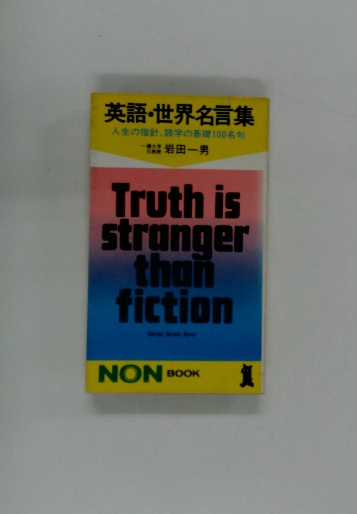 英語・世界名言集
人生の指針、語学の基礎100名句
一橋大学
元教授 岩田一男
Truth is
stranger
than
fiction
NON BOOK